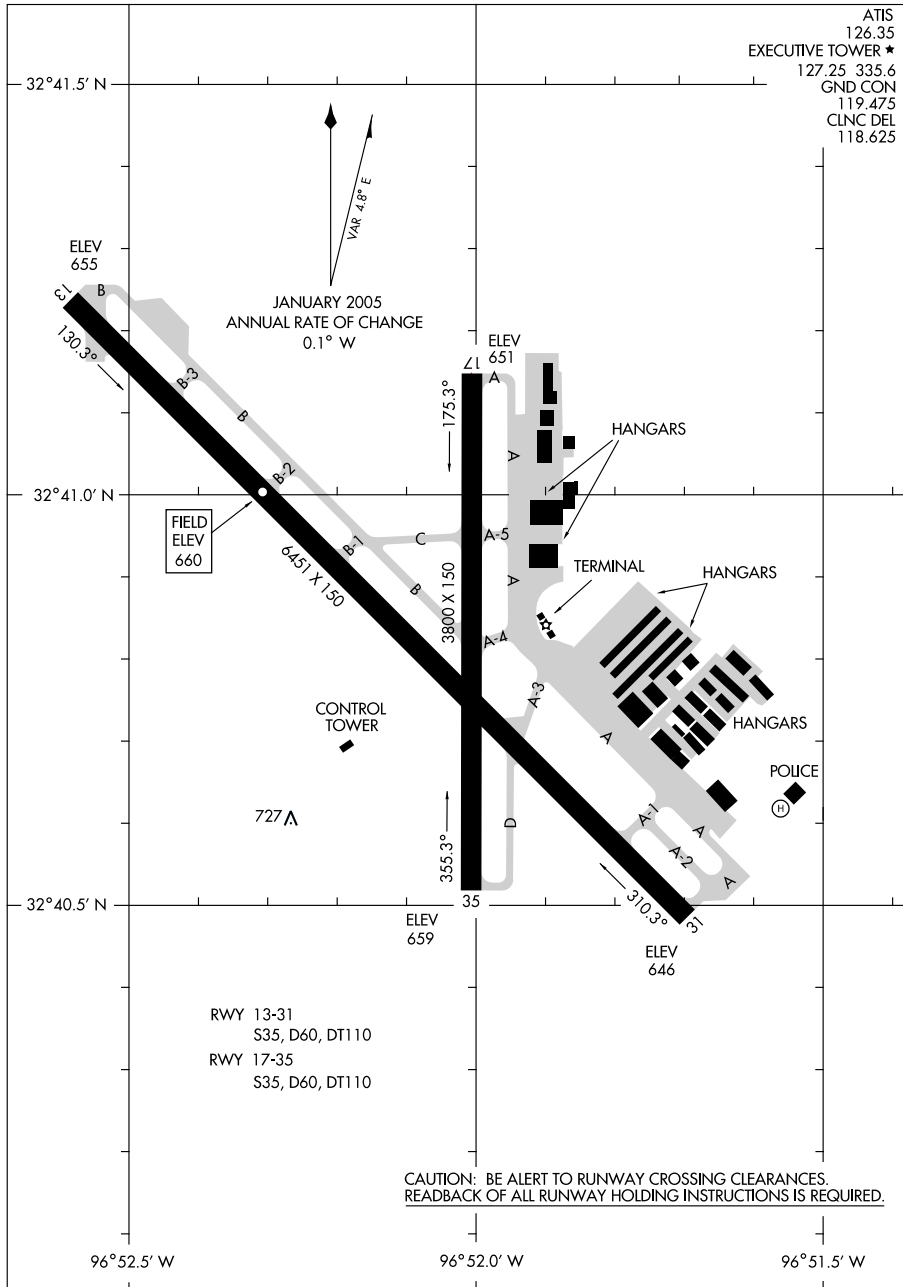 ATIS
126.35
EXECUTIVE TOWER ★
127.25 335.6
GND CON
119.475
CLNC DEL
118.625
32°41.5' N
VAR 4.8° E
JANUARY 2005
ANNUAL RATE OF CHANGE
0.1° W
ELEV
655
13
B
130.3°
B-3
B
B-2
ELEV
651
17
A
175.3°
A
HANGARS
32°41.0' N
FIELD
ELEV
660
6451 X 150
B-1
C
A-5
B
3800 X 150
A
TERMINAL
HANGARS
A-4
A-3
CONTROL
TOWER
A
HANGARS
POLICE
H
727
355.3°
D
A-1
A
A-2
A
32°40.5' N
35
310.3°
31
ELEV
659
ELEV
646
RWY 13-31
S35, D60, DT110
RWY 17-35
S35, D60, DT110
CAUTION: BE ALERT TO RUNWAY CROSSING CLEARANCES.
READBACK OF ALL RUNWAY HOLDING INSTRUCTIONS IS REQUIRED.
96°52.5' W
96°52.0' W
96°51.5' W